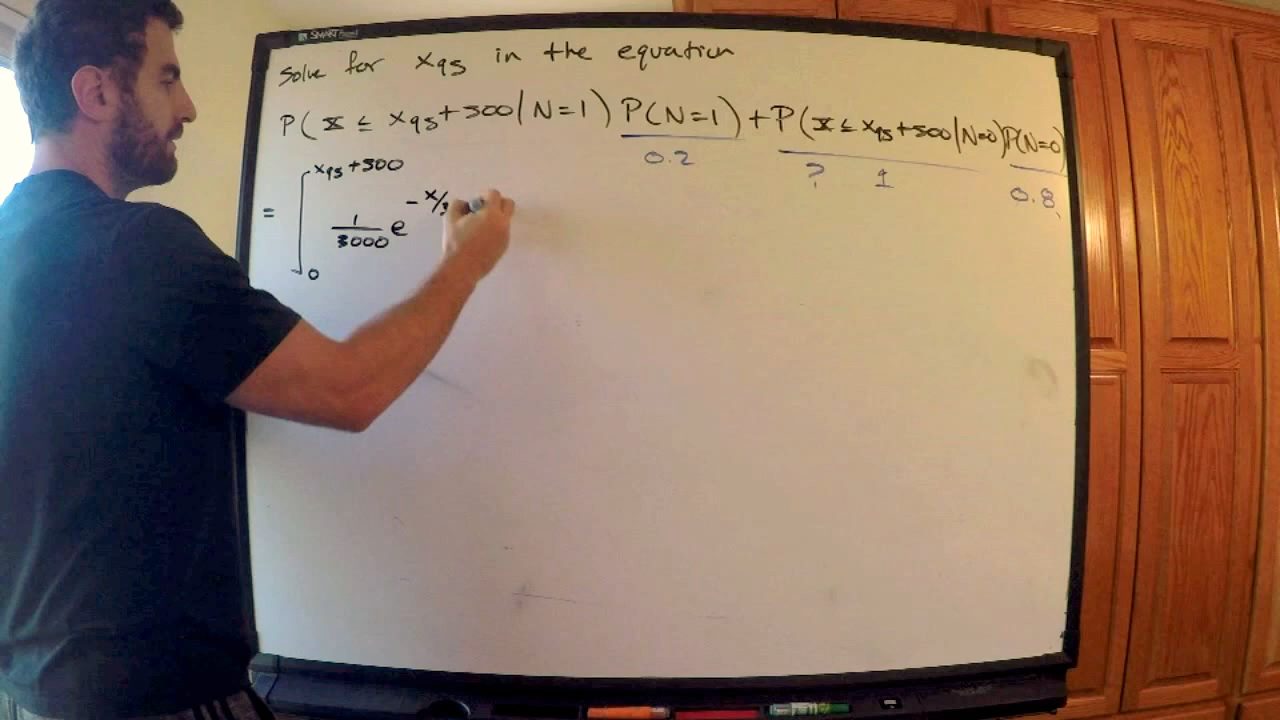 SMART
Solve for x95 in the equation
P(X ≤ x95+500|N=1) P(N=1) + P(X ≤ x95+500|N=0) P(N=0)
0.2 ? 1 0.8
= ∫ 0 x95+500 1/3000 e -x/3